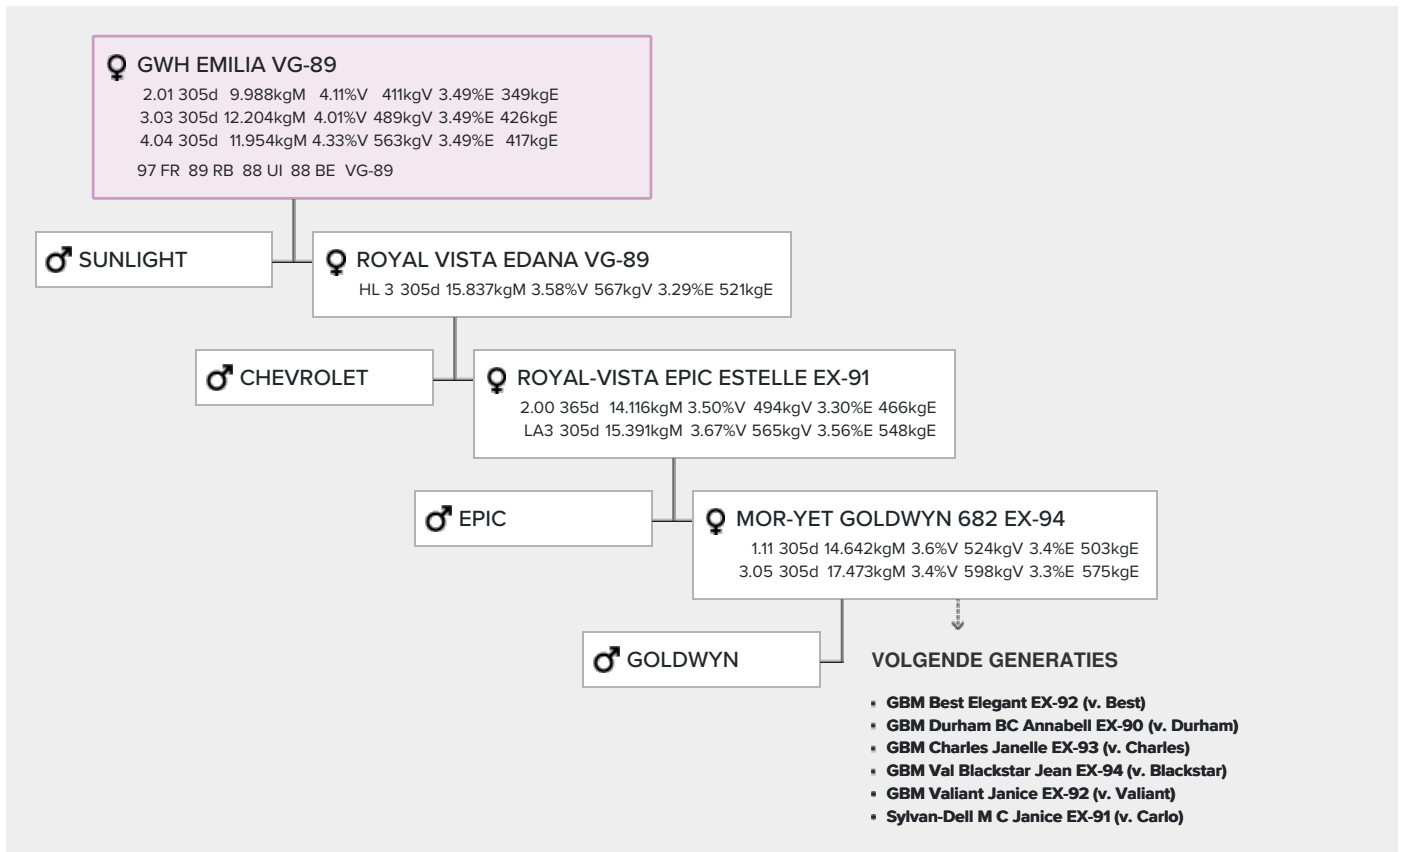 GWH EMILIA VG-89
2.01 305d 9.988kgM 4.11%V 411kgV 3.49%E 349kgE
3.03 305d 12.204kgM 4.01%V 489kgV 3.49%E 426kgE
4.04 305d 11.954kgM 4.33%V 563kgV 3.49%E 417kgE
97 FR 89 RB 88 UI 88 BE VG-89
SUNLIGHT
ROYAL VISTA EDANA VG-89
HL 3 305d 15.837kgM 3.58%V 567kgV 3.29%E 521kgE
CHEVROLET
ROYAL-VISTA EPIC ESTELLE EX-91
2.00 365d 14.116kgM 3.50%V 494kgV 3.30%E 466kgE
LA3 305d 15.391kgM 3.67%V 565kgV 3.56%E 548kgE
EPIC
MOR-YET GOLDWYN 682 EX-94
1.11 305d 14.642kgM 3.6%V 524kgV 3.4%E 503kgE
3.05 305d 17.473kgM 3.4%V 598kgV 3.3%E 575kgE
GOLDWYN
VOLGENDE GENERATIES
GBM Best Elegant EX-92 (v. Best)
GBM Durham BC Annabell EX-90 (v. Durham)
GBM Charles Janelle EX-93 (v. Charles)
GBM Val Blackstar Jean EX-94 (v. Blackstar)
GBM Valiant Janice EX-92 (v. Valiant)
Sylvan-Dell M C Janice EX-91 (v. Carlo)